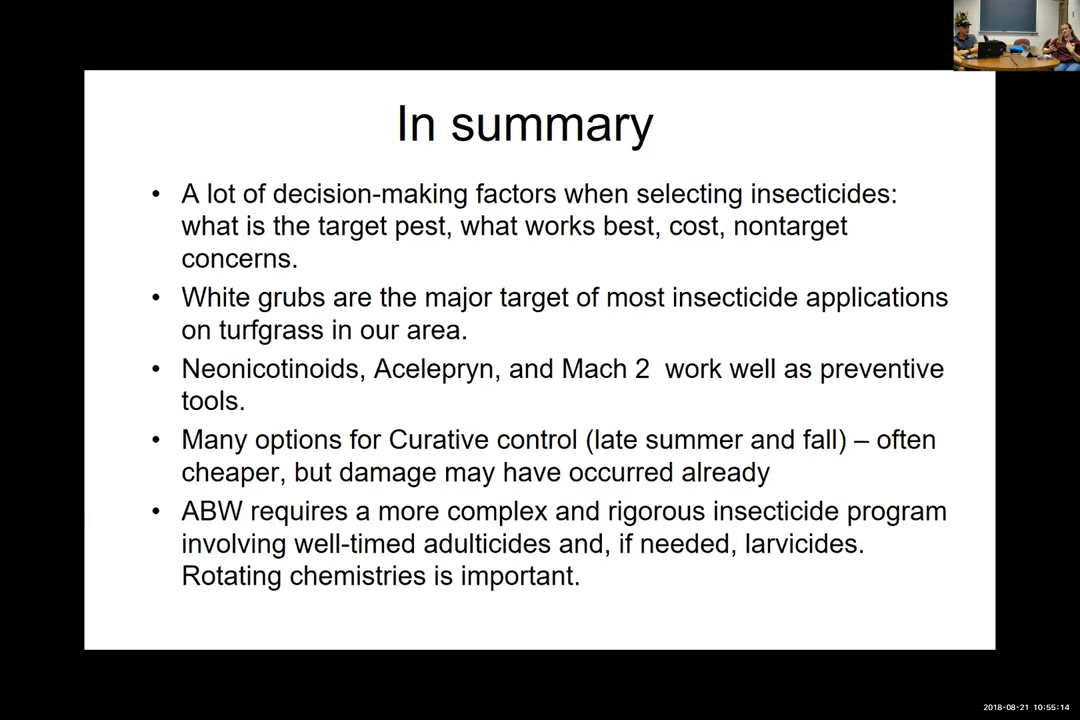 In summary
• A lot of decision-making factors when selecting insecticides:
what is the target pest, what works best, cost, nontarget
concerns.
• White grubs are the major target of most insecticide applications
on turfgrass in our area.
• Neonicotinoids, Acelepryn, and Mach 2  work well as preventive
tools.
• Many options for Curative control (late summer and fall) – often
cheaper, but damage may have occurred already
• ABW requires a more complex and rigorous insecticide program
involving well-timed adulticides and, if needed, larvicides.
Rotating chemistries is important.
2018-08-21 10:55:14